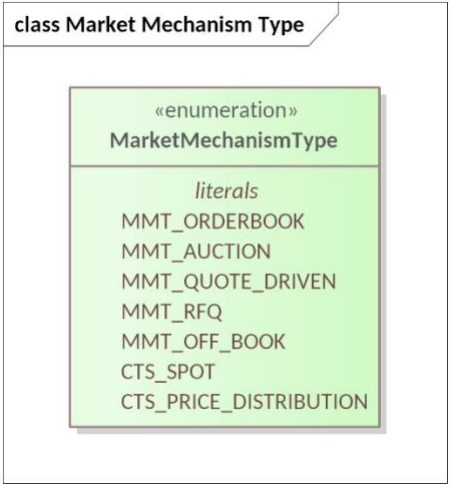 class Market Mechanism Type
«enumeration»
MarketMechanismType
literals
MMT_ORDERBOOK
MMT_AUCTION
MMT_QUOTE_DRIVEN
MMT_RFQ
MMT_OFF_BOOK
CTS_SPOT
CTS_PRICE_DISTRIBUTION